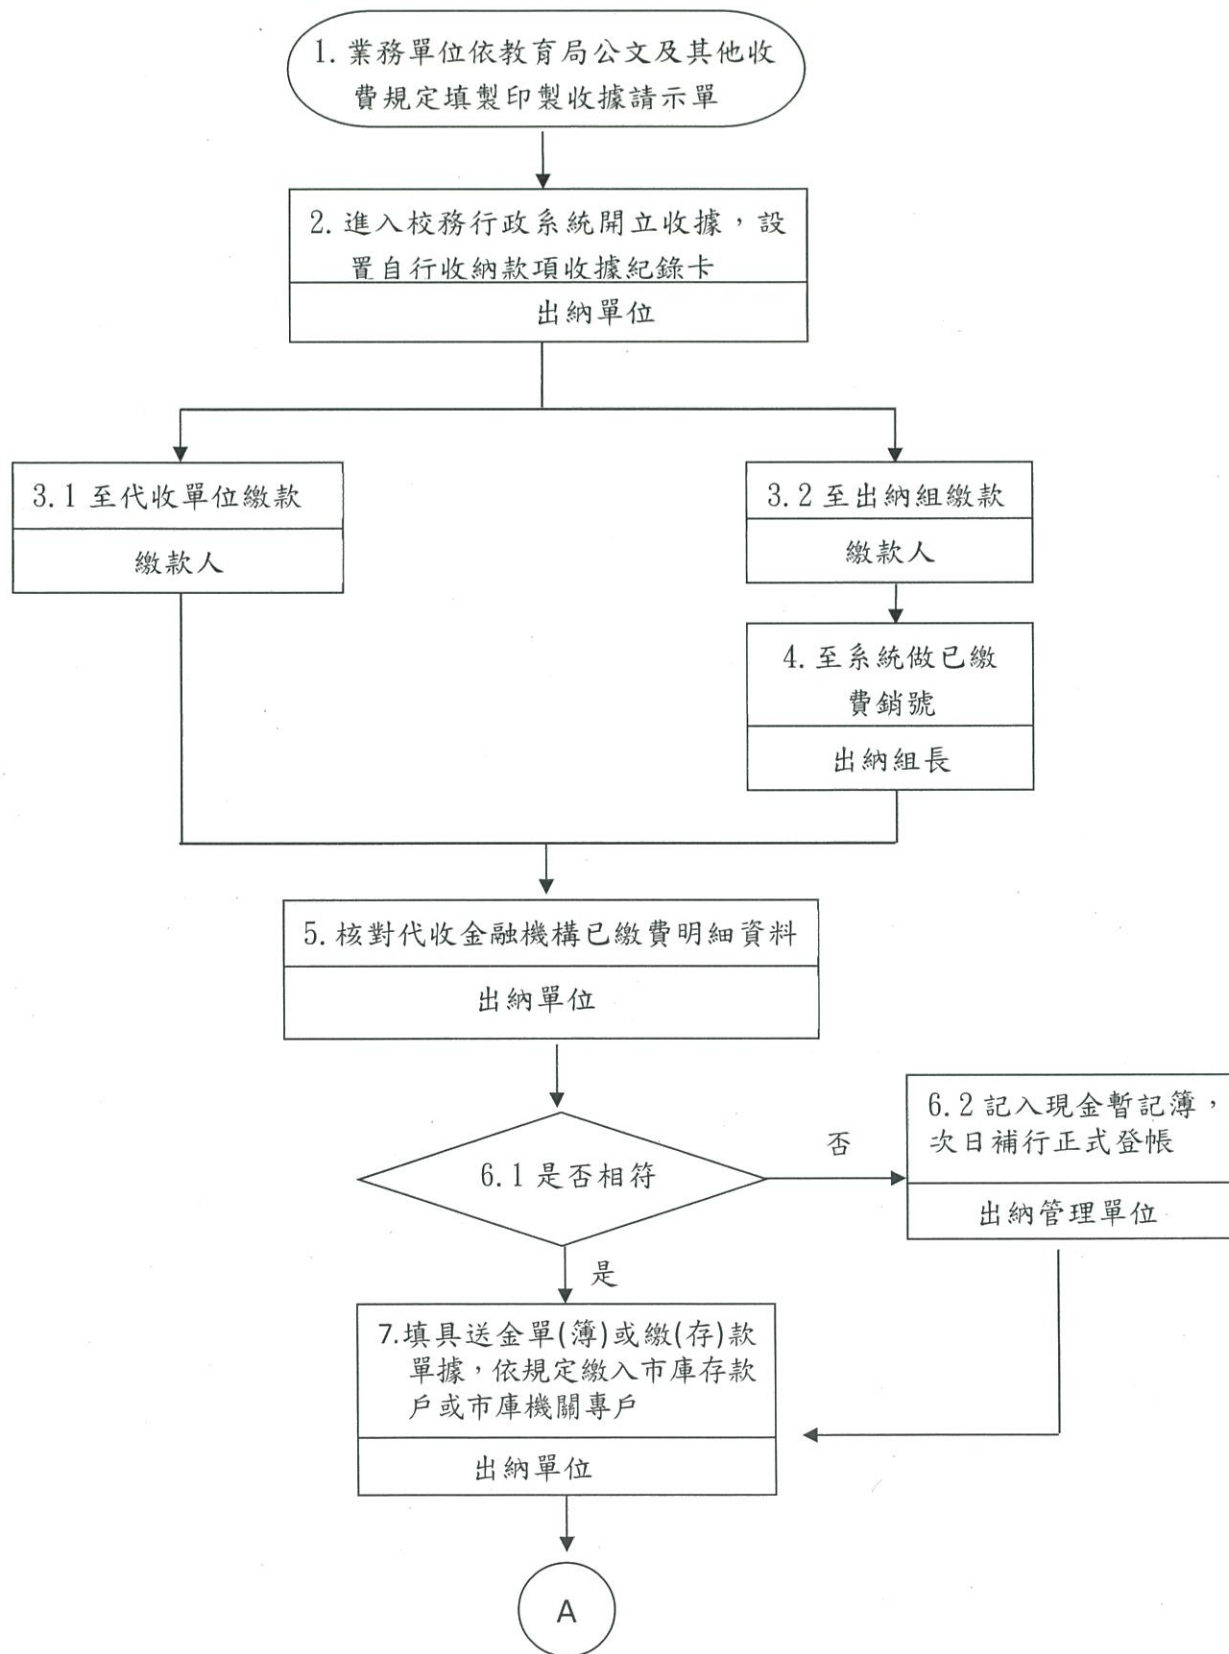 1. 業務單位依教育局公文及其他收
費規定填製印製收據請示單
2. 進入校務行政系統開立收據，設
置自行收納款項收據紀錄卡
出納單位
3.1 至代收單位繳款
繳款人
3.2 至出納組繳款
繳款人
4. 至系統做已繳
費銷號
出納組長
5. 核對代收金融機構已繳費明細資料
出納單位
6.1 是否相符
否
6.2 記入現金暫記簿，
次日補行正式登帳
出納管理單位
是
7.填具送金單(簿)或繳(存)款
單據，依規定繳入市庫存款
戶或市庫機關專戶
出納單位
A